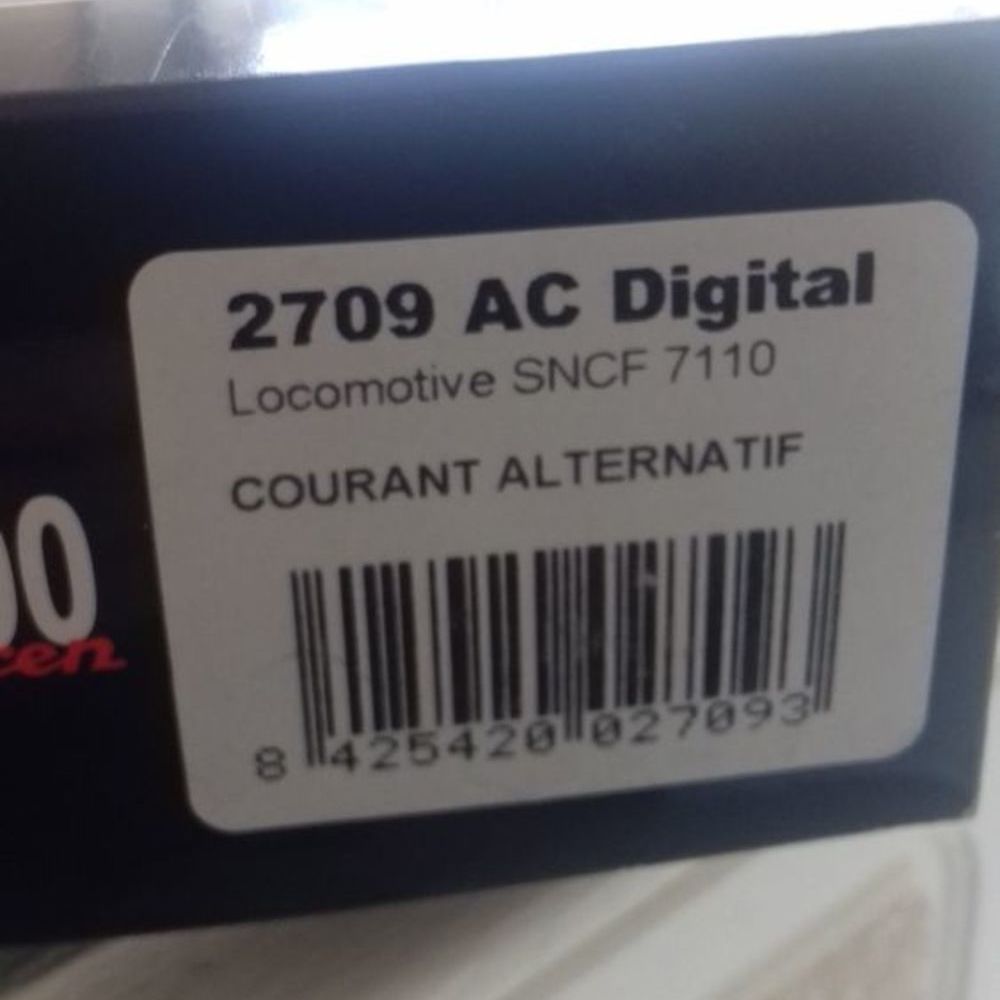 2709 AC Digital
Locomotive SNCF 7110
COURANT ALTERNATIF
8 425420 027093